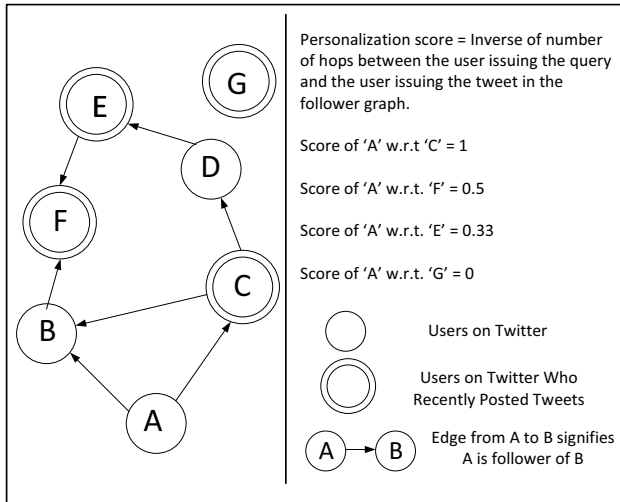 E
G
D
F
C
B
A
Personalization score = Inverse of number
of hops between the user issuing the query
and the user issuing the tweet in the
follower graph.
Score of 'A' w.r.t 'C' = 1
Score of 'A' w.r.t. 'F' = 0.5
Score of 'A' w.r.t. 'E' = 0.33
Score of 'A' w.r.t. 'G' = 0
Users on Twitter
Users on Twitter Who
Recently Posted Tweets
A B
Edge from A to B signifies
A is follower of B